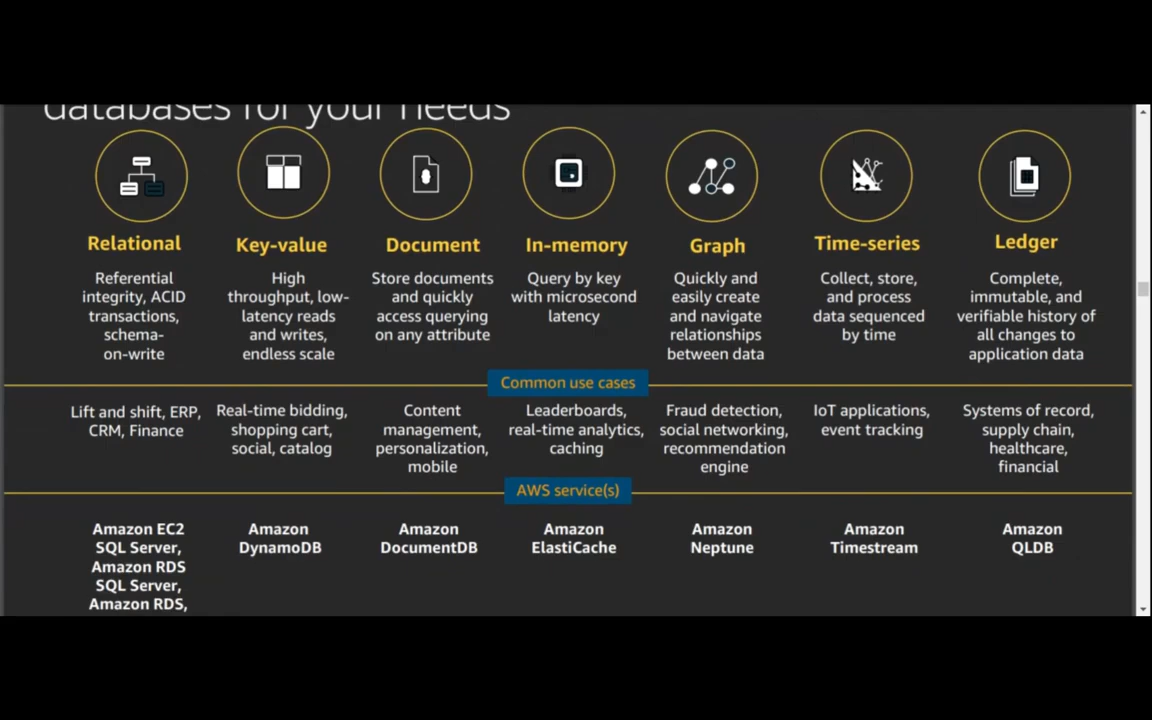 databases for your needs
Relational
Key-value
Document
In-memory
Graph
Time-series
Ledger
Referential
integrity, ACID
transactions,
schema-
on-write
High
throughput, low-
latency reads
and writes,
endless scale
Store documents
and quickly
access querying
on any attribute
Query by key
with microsecond
latency
Quickly and
easily create
and navigate
relationships
between data
Collect, store,
and process
data sequenced
by time
Complete,
immutable, and
verifiable history of
all changes to
application data
Common use cases
Lift and shift, ERP,
CRM, Finance
Real-time bidding,
shopping cart,
social, catalog
Content
management,
personalization,
mobile
Leaderboards,
real-time analytics,
caching
Fraud detection,
social networking,
recommendation
engine
IoT applications,
event tracking
Systems of record,
supply chain,
healthcare,
financial
AWS service(s)
Amazon EC2
SQL Server,
Amazon RDS
SQL Server,
Amazon RDS,
Amazon
DynamoDB
Amazon
DocumentDB
Amazon
ElastiCache
Amazon
Neptune
Amazon
Timestream
Amazon
QLDB